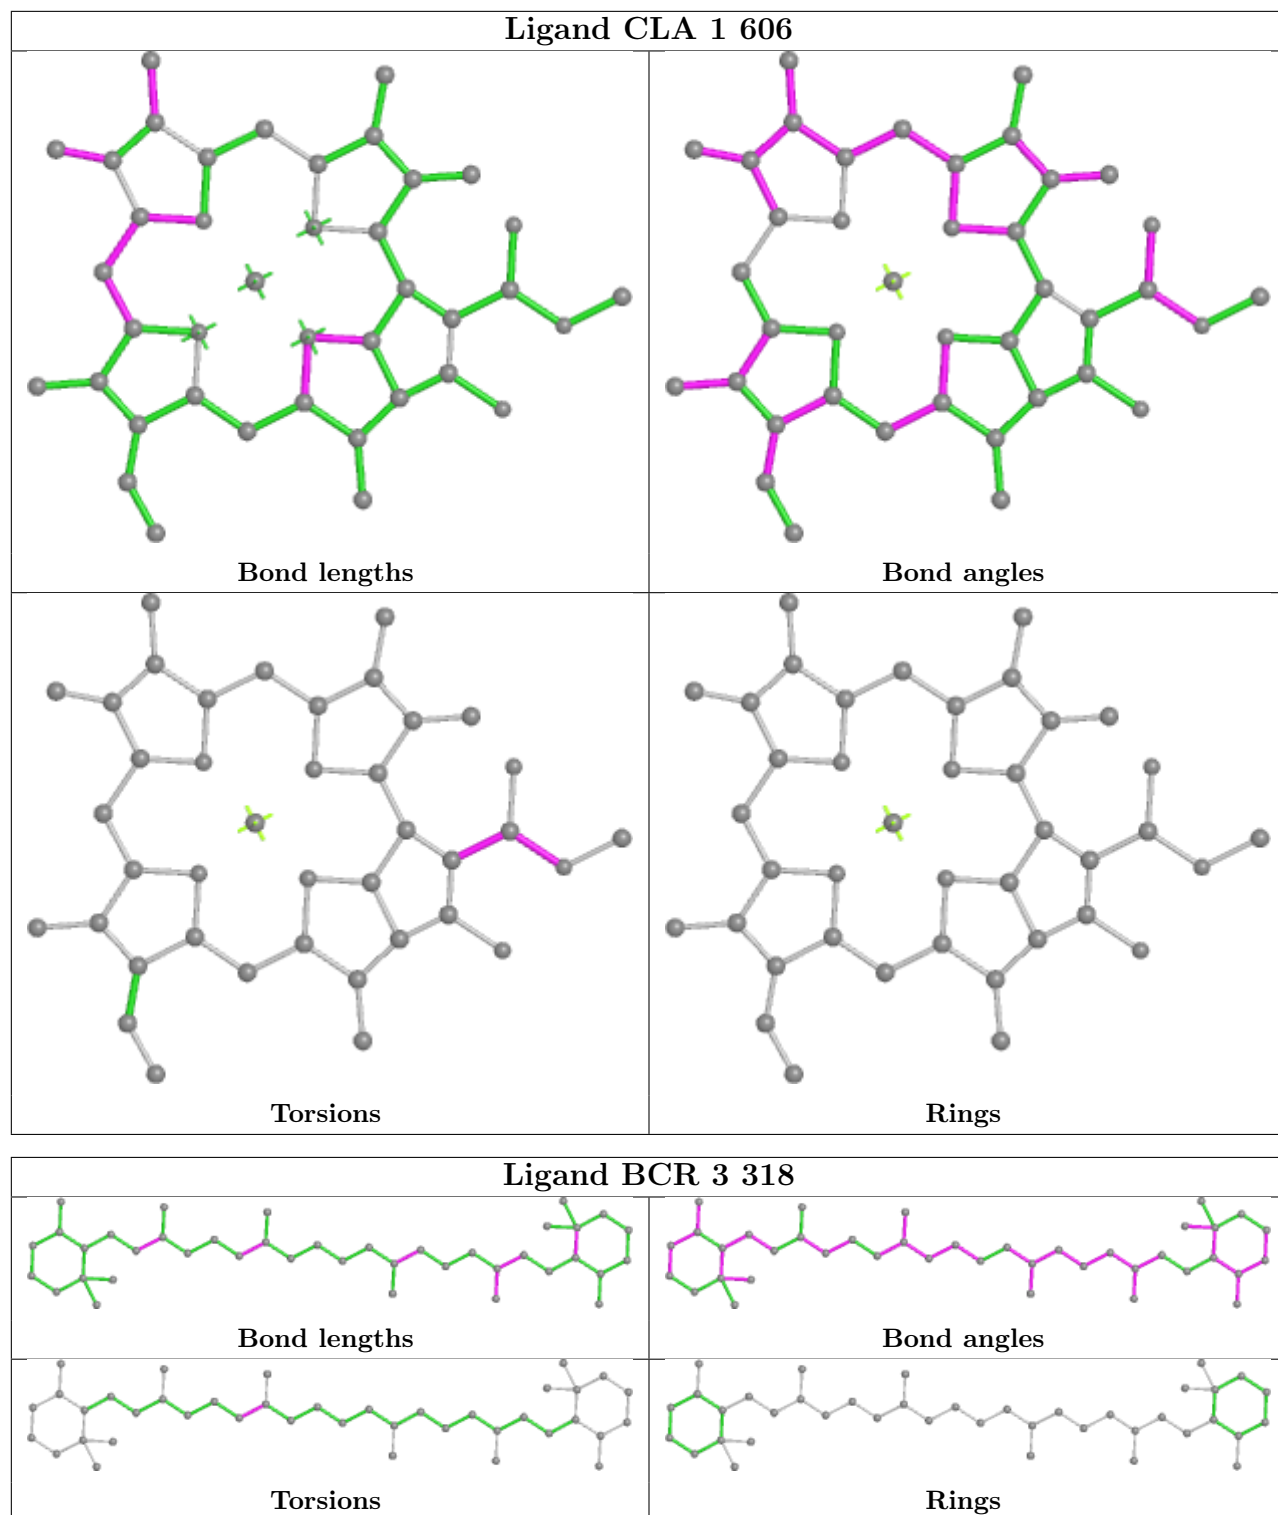 Ligand CLA 1 606
Bond lengths
Bond angles
Torsions
Rings
Ligand BCR 3 318
Bond lengths
Bond angles
Torsions
Rings